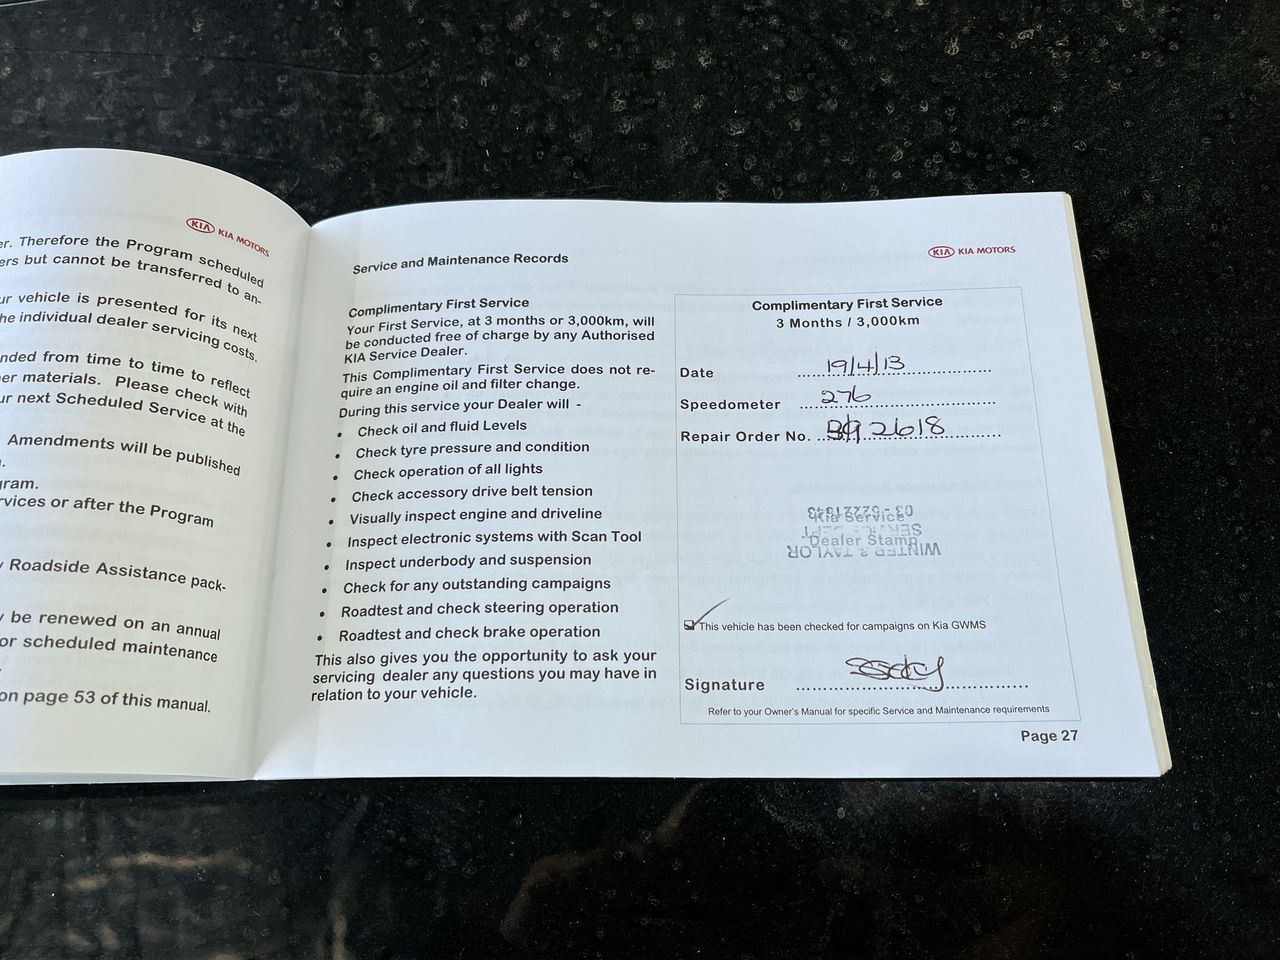 KIA KIA MOTORS
er. Therefore the Program scheduled
ers but cannot be transferred to an-
ur vehicle is presented for its next
he individual dealer servicing costs.
nded from time to time to reflect
er materials. Please check with
ur next Scheduled Service at the
Amendments will be published
gram.
rvices or after the Program
y Roadside Assistance pack-
y be renewed on an annual
or scheduled maintenance
on page 53 of this manual.
Service and Maintenance Records
KIA KIA MOTORS
Complimentary First Service
Your First Service, at 3 months or 3,000km, will
be conducted free of charge by any Authorised
KIA Service Dealer.
This Complimentary First Service does not re-
quire an engine oil and filter change.
During this service your Dealer will -
• Check oil and fluid Levels
• Check tyre pressure and condition
• Check operation of all lights
• Check accessory drive belt tension
• Visually inspect engine and driveline
• Inspect electronic systems with Scan Tool
• Inspect underbody and suspension
• Check for any outstanding campaigns
• Roadtest and check steering operation
• Roadtest and check brake operation
This also gives you the opportunity to ask your
servicing dealer any questions you may have in
relation to your vehicle.
Complimentary First Service
3 Months / 3,000km
Date 19/4/13
Speedometer 276
Repair Order No. 2618
Kia Service
Dealer Stamp
WINTER & TAYLOR
SERVICE DEPT
This vehicle has been checked for campaigns on Kia GWMS
Signature
Refer to your Owner's Manual for specific Service and Maintenance requirements
Page 27